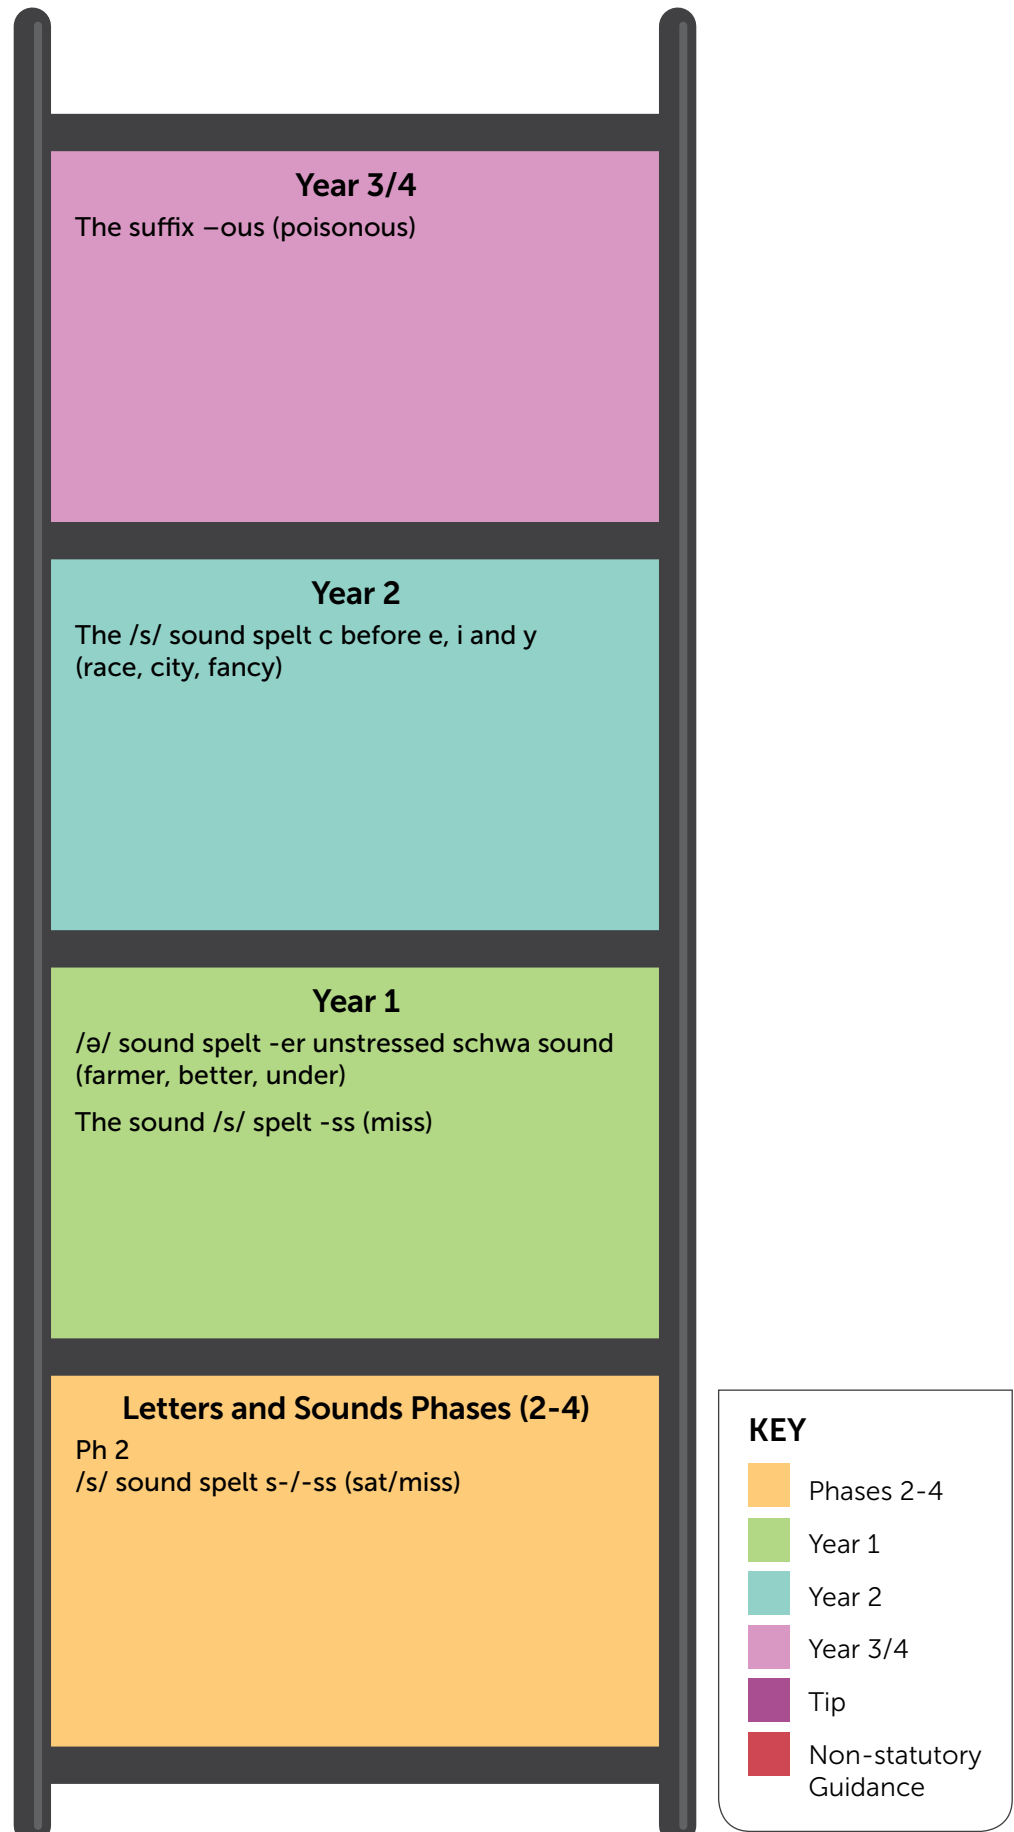 Year 3/4
The suffix –ous (poisonous)
Year 2
The /s/ sound spelt c before e, i and y
(race, city, fancy)
Year 1
/ə/ sound spelt -er unstressed schwa sound
(farmer, better, under)
The sound /s/ spelt -ss (miss)
Letters and Sounds Phases (2-4)
Ph 2
/s/ sound spelt s-/-ss (sat/miss)
KEY
Phases 2-4
Year 1
Year 2
Year 3/4
Tip
Non-statutory
Guidance